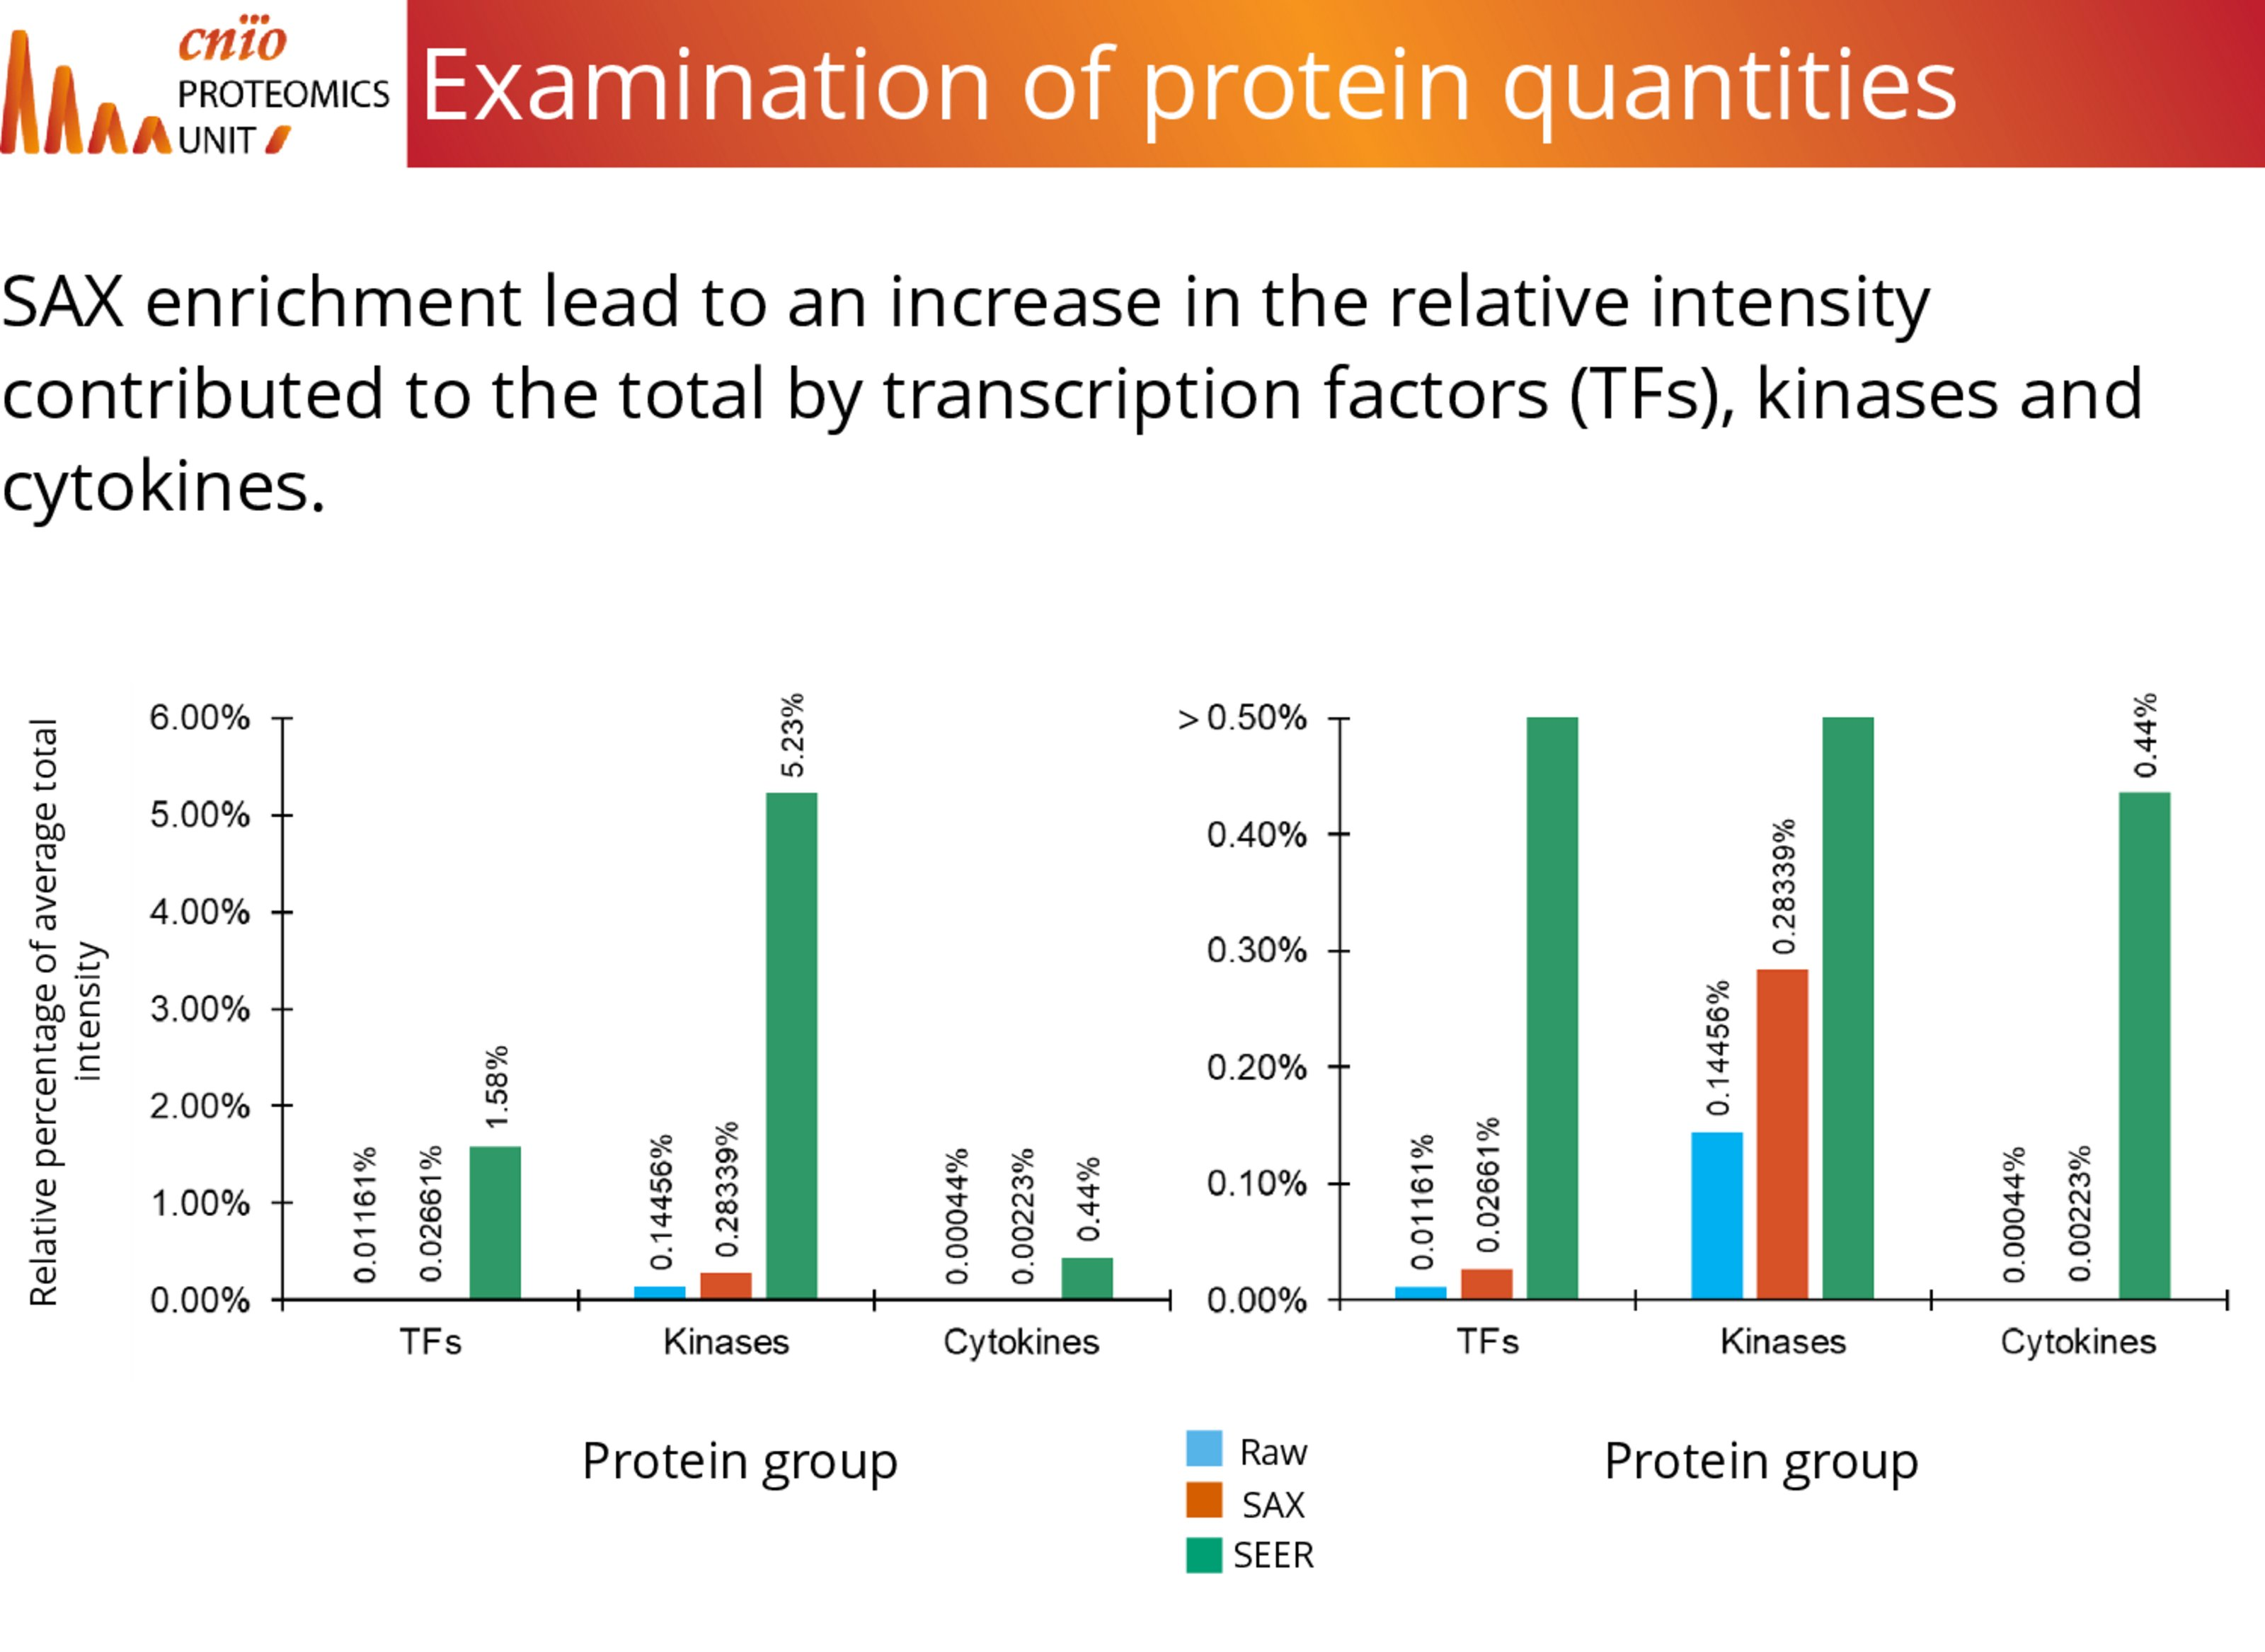 cnio
PROTEOMICS
UNIT
Examination of protein quantities
SAX enrichment lead to an increase in the relative intensity
contributed to the total by transcription factors (TFs), kinases and
cytokines.
Relative percentage of average total
intensity
6.00%
5.00%
4.00%
3.00%
2.00%
1.00%
0.00%
0.01161%
0.02661%
1.58%
0.14456%
0.28339%
5.23%
0.00044%
0.00223%
0.44%
TFs
Kinases
Cytokines
Protein group
> 0.50%
0.40%
0.30%
0.20%
0.10%
0.00%
0.01161%
0.02661%
0.14456%
0.28339%
0.00044%
0.00223%
0.44%
TFs
Kinases
Cytokines
Protein group
Raw
SAX
SEER